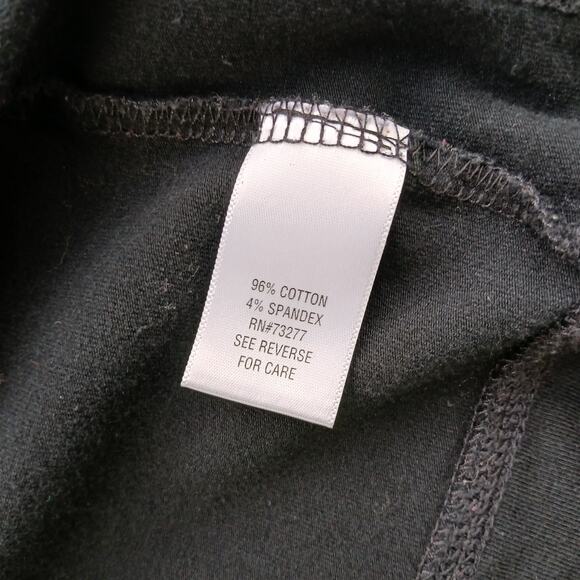 96% COTTON
4% SPANDEX
RN#73277
SEE REVERSE
FOR CARE